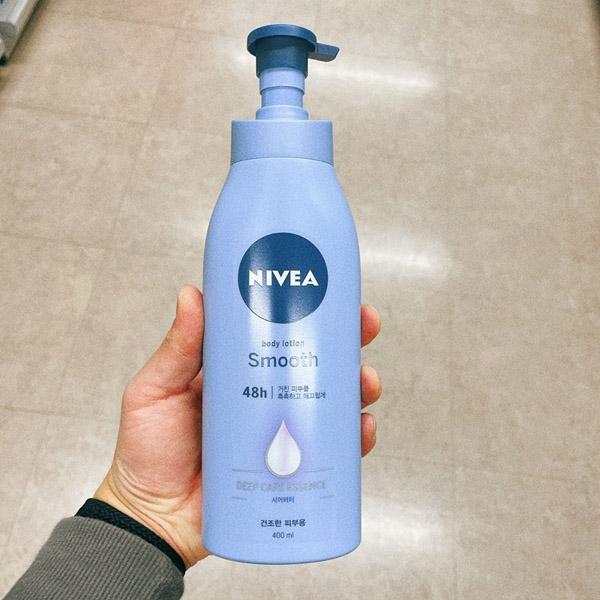 NIVEA
body lotion
Smooth
48h
거친 피부를
촉촉하고 매끄럽게
DEEP CARE ESSENCE
시어버터
건조한 피부용
400 ml